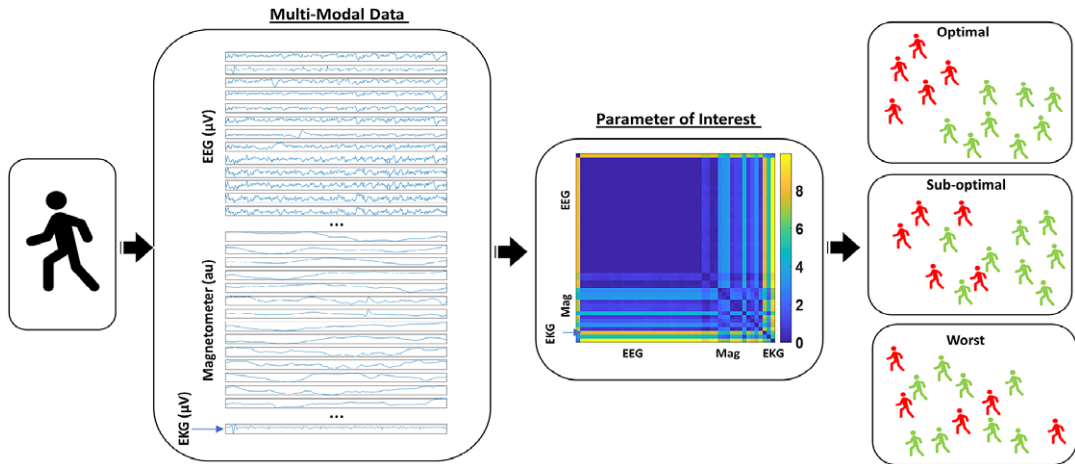 Multi-Modal Data
EEG (µV)
...
Magnetometer (au)
...
EKG (µV)
Parameter of Interest
EEG
Mag
EKG
EEG Mag EKG
8
6
4
2
0
Optimal
Sub-optimal
Worst